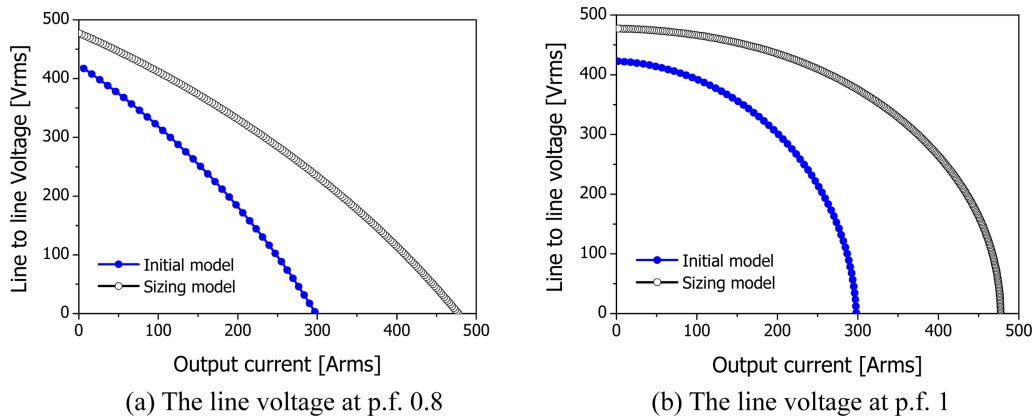 500
400
300
200
100
0
Line to line Voltage [Vrms]
Initial model
Sizing model
0
100
200
300
400
500
Output current [Arms]
(a) The line voltage at p.f. 0.8
500
400
300
200
100
0
Line to line voltage [Vrms]
Initial model
Sizing model
0
100
200
300
400
500
Output current [Arms]
(b) The line voltage at p.f. 1